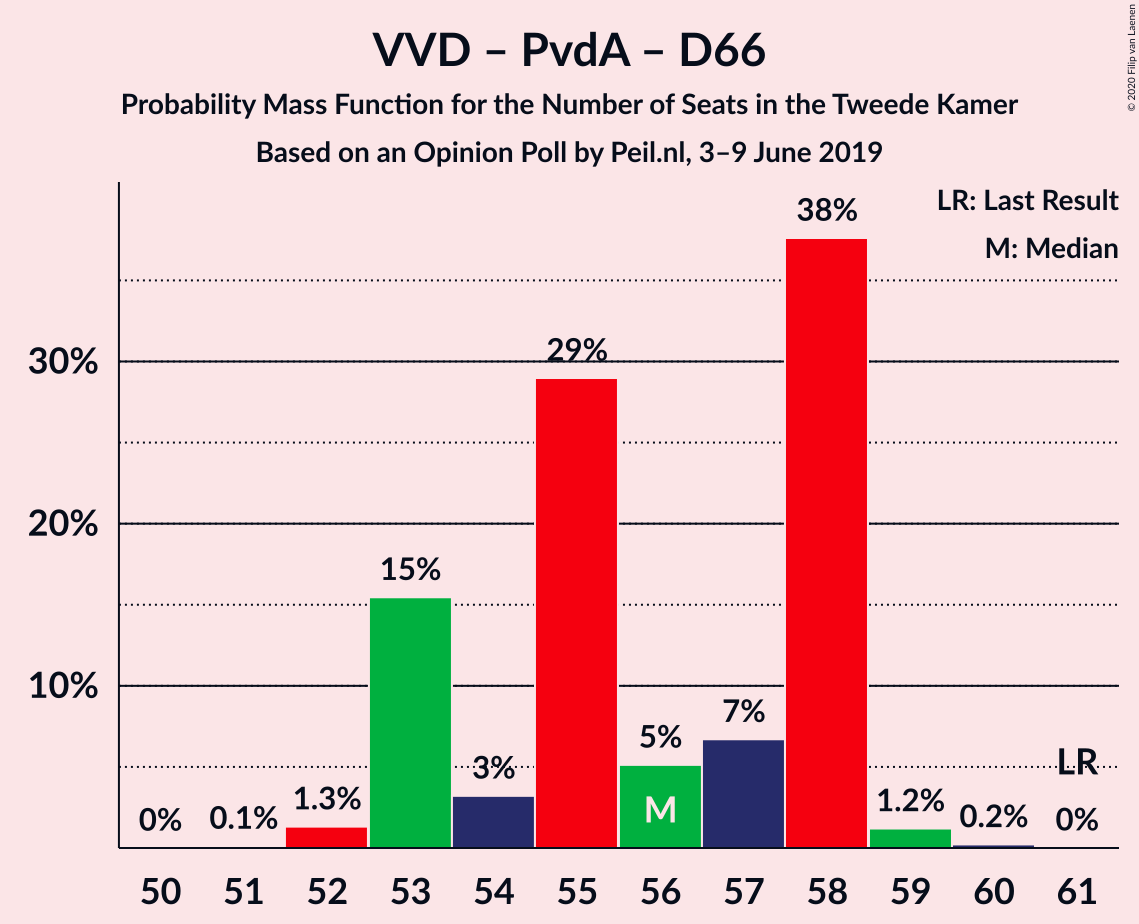 VVD – PvdA – D66
Probability Mass Function for the Number of Seats in the Tweede Kamer
Based on an Opinion Poll by Peil.nl, 3–9 June 2019
© 2020 Filip van Laenen
LR: Last Result
M: Median
30%
20%
10%
0%
0.1%
1.3%
15%
3%
29%
5%
7%
38%
1.2%
0.2%
0%
LR
M
50 51 52 53 54 55 56 57 58 59 60 61